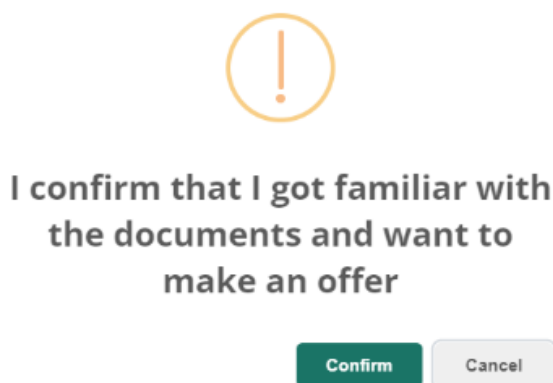 I confirm that I got familiar with
the documents and want to
make an offer
Confirm
Cancel